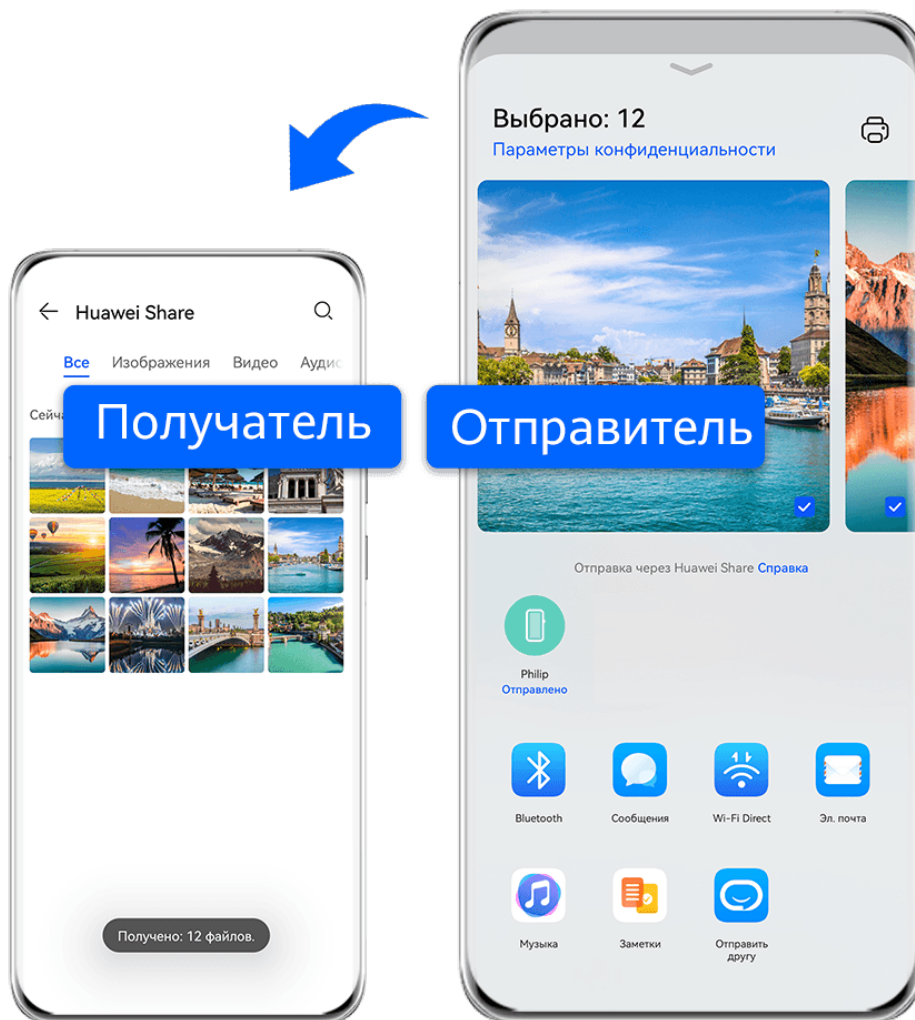 Выбрано: 12
Параметры конфиденциальности
Huawei Share
Все Изображения Видео
Получатель
Отправитель
Отправка через Huawei Share Справка
Philip
Отправлено
Bluetooth Сообщения Wi-Fi Direct Эл. почта
Музыка Заметки Отправить
другу
Получено: 12 файлов.